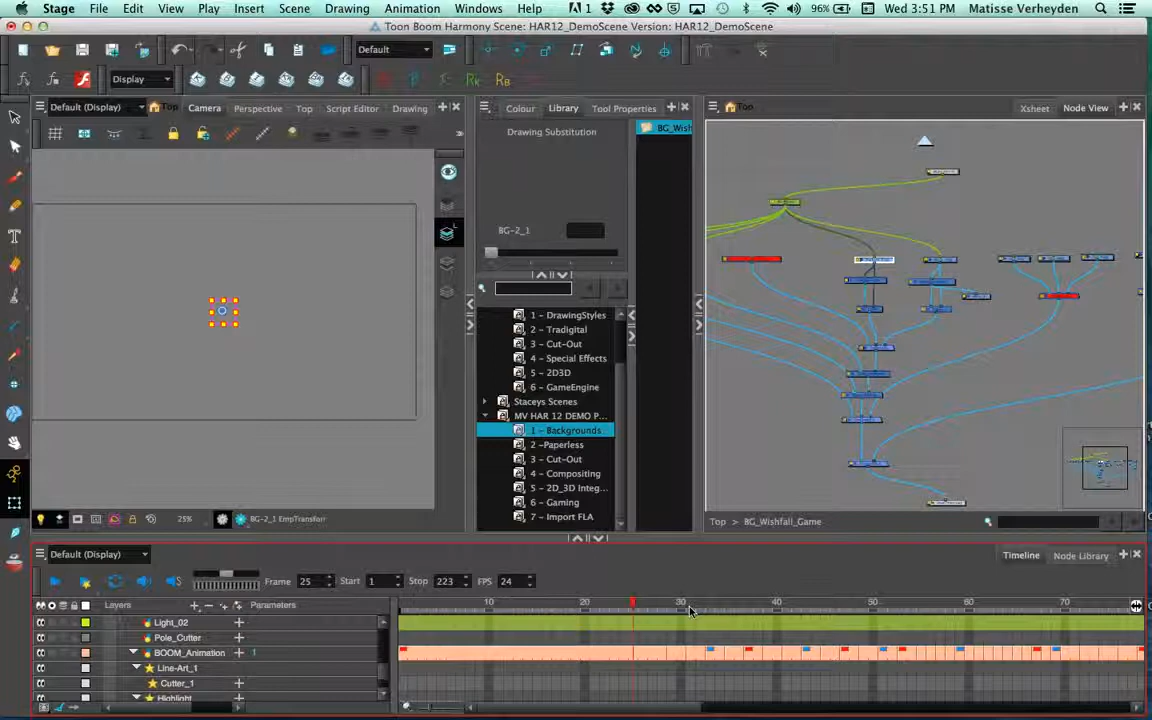 Stage File Edit View Play Insert Scene Drawing Animation Windows Help 1 96% Wed 3:51 PM Matisse Verheyden
Toon Boom Harmony Scene: HAR12_DemoScene Version: HAR12_DemoScene
Default
Display
Default (Display) Top Camera Perspective Top Script Editor Drawing
Colour Library Tool Properties
Top Xsheet Node View
Drawing Substitution
BG_Wish
BG-2_1
1 - DrawingStyles
2 - Tradigital
3 - Cut-Out
4 - Special Effects
5 - 2D3D
6 - GameEngine
Staceys Scenes
MV HAR 12 DEMO P...
1 - Backgrounds
2 -Paperless
3 - Cut-Out
4 - Compositing
5 - 2D_3D Integ...
6 - Gaming
7 - Import FLA
25% BG-2_1 EmpTransfor
Top > BG_Wishfall_Game
Default (Display) Timeline Node Library
Frame 25 Start 1 Stop 223 FPS 24
Layers Parameters 10 20 30 40 50 60 70
Light_02
Pole_Cutter
BOOM_Animation 1
Line-Art_1
Cutter_1
Highlight